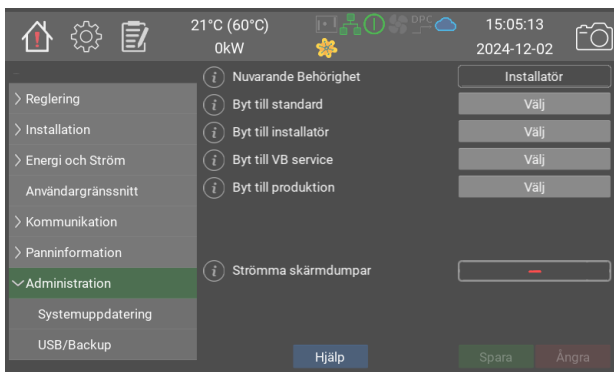 21°C (60°C)
0kW
DPC
15:05:13
2024-12-02
Reglering
Installation
Energi och Ström
Användargränssnitt
Kommunikation
Panninformation
Administration
Systemuppdatering
USB/Backup
Nuvarande Behörighet
Installatör
Byt till standard
Välj
Byt till installatör
Välj
Byt till VB service
Välj
Byt till produktion
Välj
Strömma skärmdumpar
Hjälp
Spara
Ångra